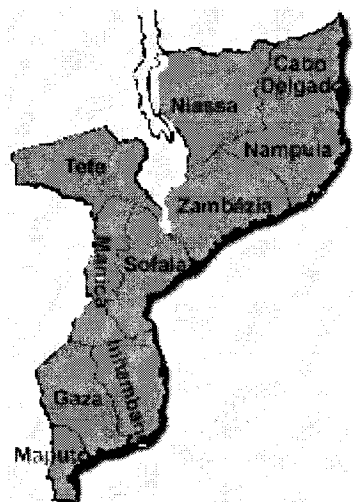 Cabo
Delgado
Niassa
Nampula
Tete
Zambézia
Manica
Sofala
Inhambane
Gaza
Maputo